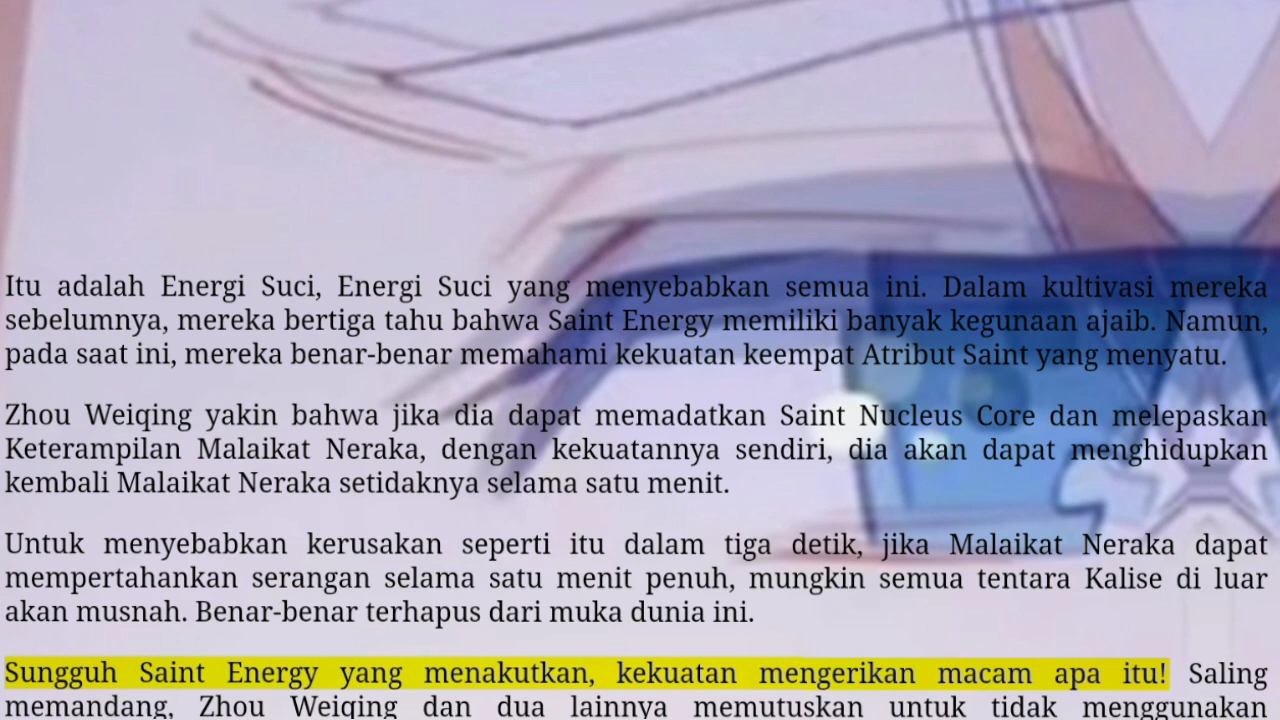 Itu adalah Energi Suci, Energi Suci yang menyebabkan semua ini. Dalam kultivasi mereka
sebelumnya, mereka bertiga tahu bahwa Saint Energy memiliki banyak kegunaan ajaib. Namun,
pada saat ini, mereka benar-benar memahami kekuatan keempat Atribut Saint yang menyatu.
Zhou Weiqing yakin bahwa jika dia dapat memadatkan Saint Nucleus Core dan melepaskan
Keterampilan Malaikat Neraka, dengan kekuatannya sendiri, dia akan dapat menghidupkan
kembali Malaikat Neraka setidaknya selama satu menit.
Untuk menyebabkan kerusakan seperti itu dalam tiga detik, jika Malaikat Neraka dapat
mempertahankan serangan selama satu menit penuh, mungkin semua tentara Kalise di luar
akan musnah. Benar-benar terhapus dari muka dunia ini.
Sungguh Saint Energy yang menakutkan, kekuatan mengerikan macam apa itu! Saling
memandang, Zhou Weiqing dan dua lainnya memutuskan untuk tidak menggunakan